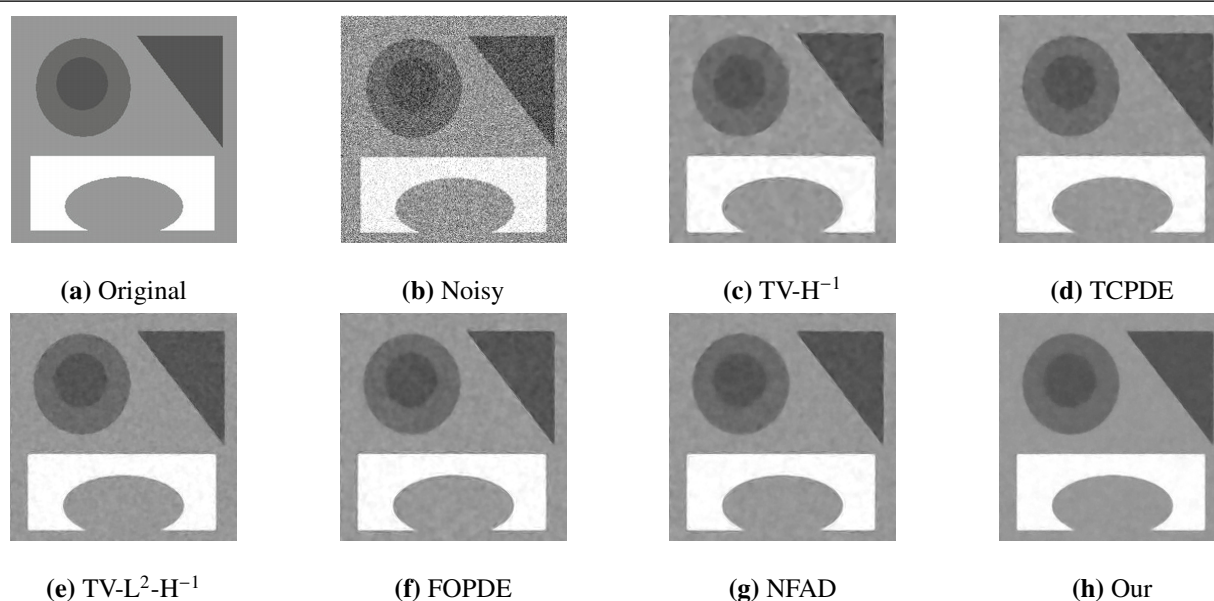 (a) Original (b) Noisy (c) TV-H⁻¹ (d) TCPDE
(e) TV-L²-H⁻¹ (f) FOPDE (g) NFAD (h) Our